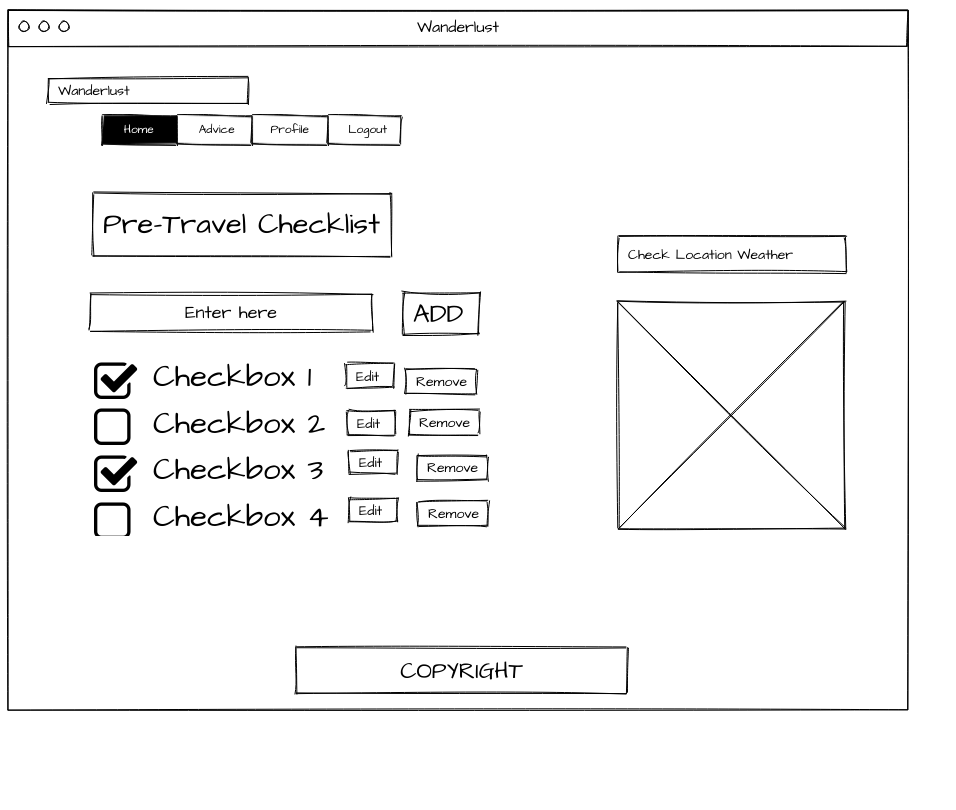 Wanderlust
Wanderlust
Home Advice Profile Logout
Pre-Travel Checklist
Check Location Weather
Enter here ADD
Checkbox 1 Edit Remove
Checkbox 2 Edit Remove
Checkbox 3 Edit Remove
Checkbox 4 Edit Remove
COPYRIGHT